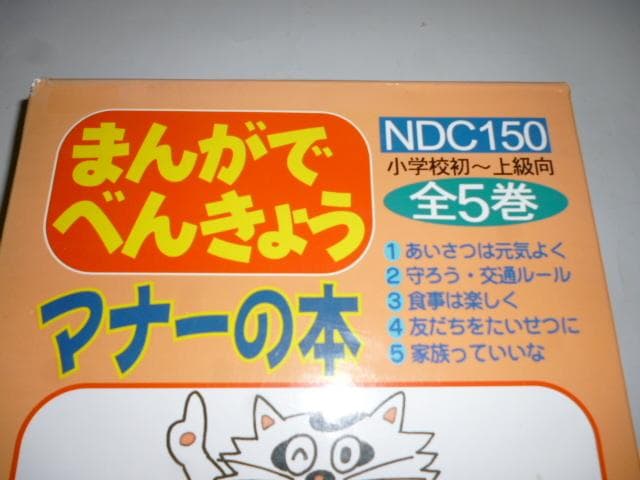 まんがで
べんきょう
マナーの本
NDC150
小学校初～上級向
全5巻
1 あいさつは元気よく
2 守ろう・交通ルール
3 食事は楽しく
4 友だちをたいせつに
5 家族っていいな